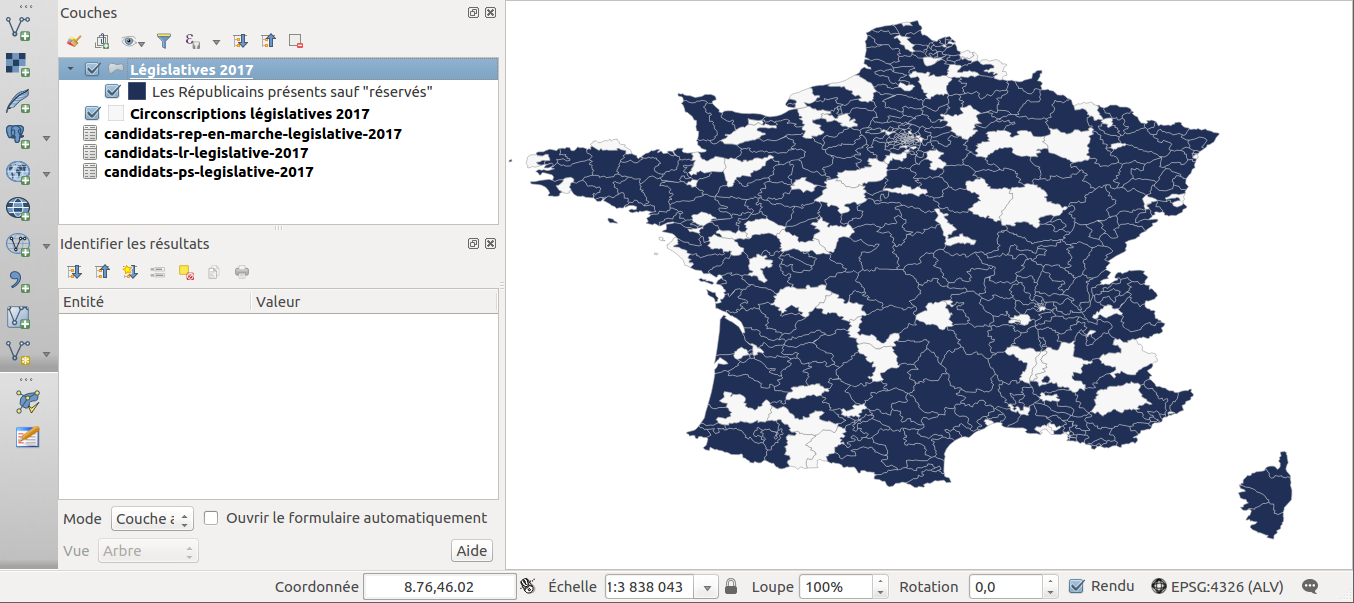 Couches
Législatives 2017
Les Républicains présents sauf "réservés"
Circonscriptions législatives 2017
candidats-rep-en-marche-legislative-2017
candidats-lr-legislative-2017
candidats-ps-legislative-2017
Identifier les résultats
Entité Valeur
Mode Couche a Ouvrir le formulaire automatiquement
Vue Arbre Aide
Coordonnée 8.76,46.02 Échelle 1:3 838 043 Loupe 100% Rotation 0,0 Rendu EPSG:4326 (ALV)